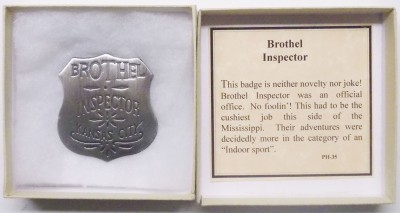 BROTHEL
INSPECTOR
KANSAS CITY
Brothel
Inspector
This badge is neither novelty nor joke!
Brothel Inspector was an official
office. No foolin'! This had to be the
cushiest job this side of the
Mississippi. Their adventures were
decidedly more in the category of an
"Indoor sport".
PH-35